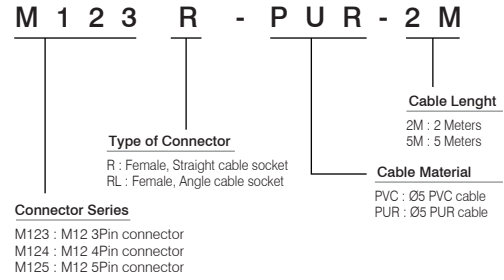 M 1 2 3 R - P U R - 2 M
Cable Lenght
2M : 2 Meters
5M : 5 Meters
Type of Connector
R : Female, Straight cable socket
RL : Female, Angle cable socket
Cable Material
PVC : Ø5 PVC cable
PUR : Ø5 PUR cable
Connector Series
M123 : M12 3Pin connector
M124 : M12 4Pin connector
M125 : M12 5Pin connector